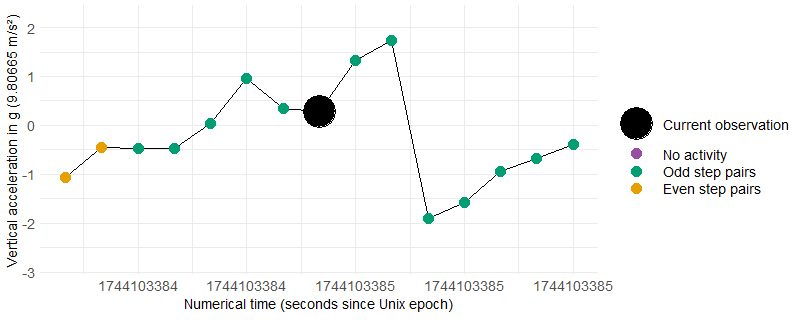 Vertical acceleration in g (9.80665 m/s²)
2
1
0
-1
-2
-3
1744103384 1744103384 1744103385 1744103385 1744103385
Numerical time (seconds since Unix epoch)
Current observation
No activity
Odd step pairs
Even step pairs